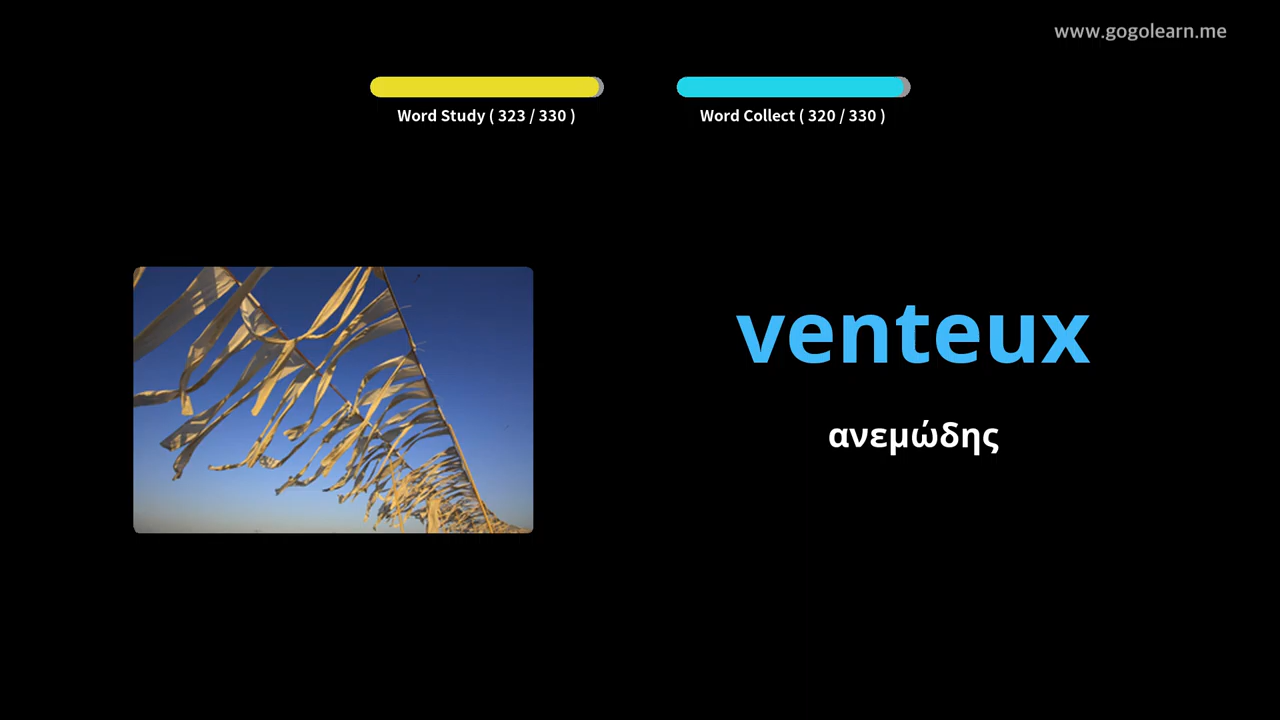 www.gogolearn.me
Word Study ( 323 / 330 )
Word Collect ( 320 / 330 )
venteux
ανεμώδης